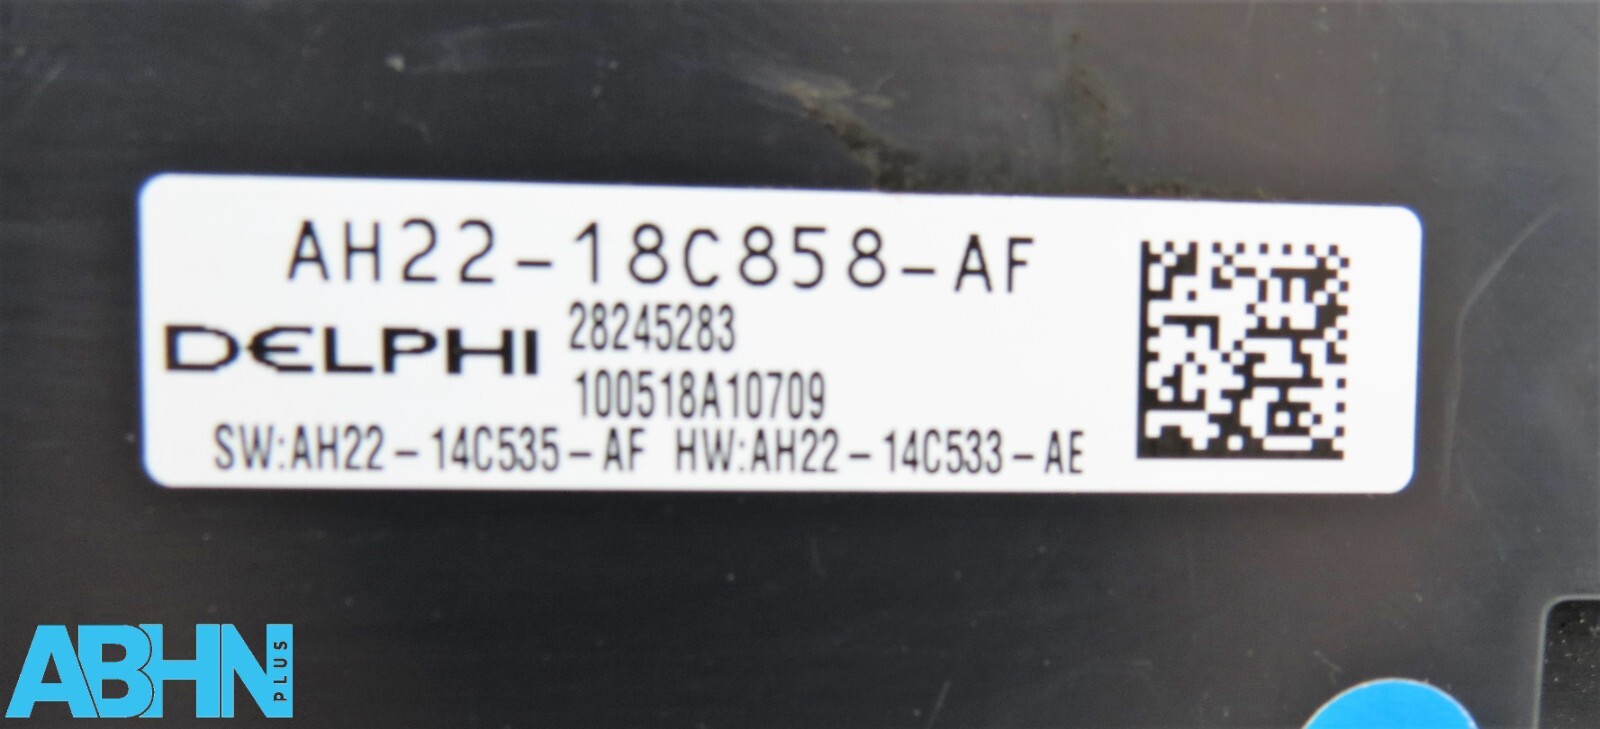 AH22-18C858-AF
DELPHI 28245283
100518A10709
SW:AH22-14C535-AF HW:AH22-14C533-AE
ABHN PLUS